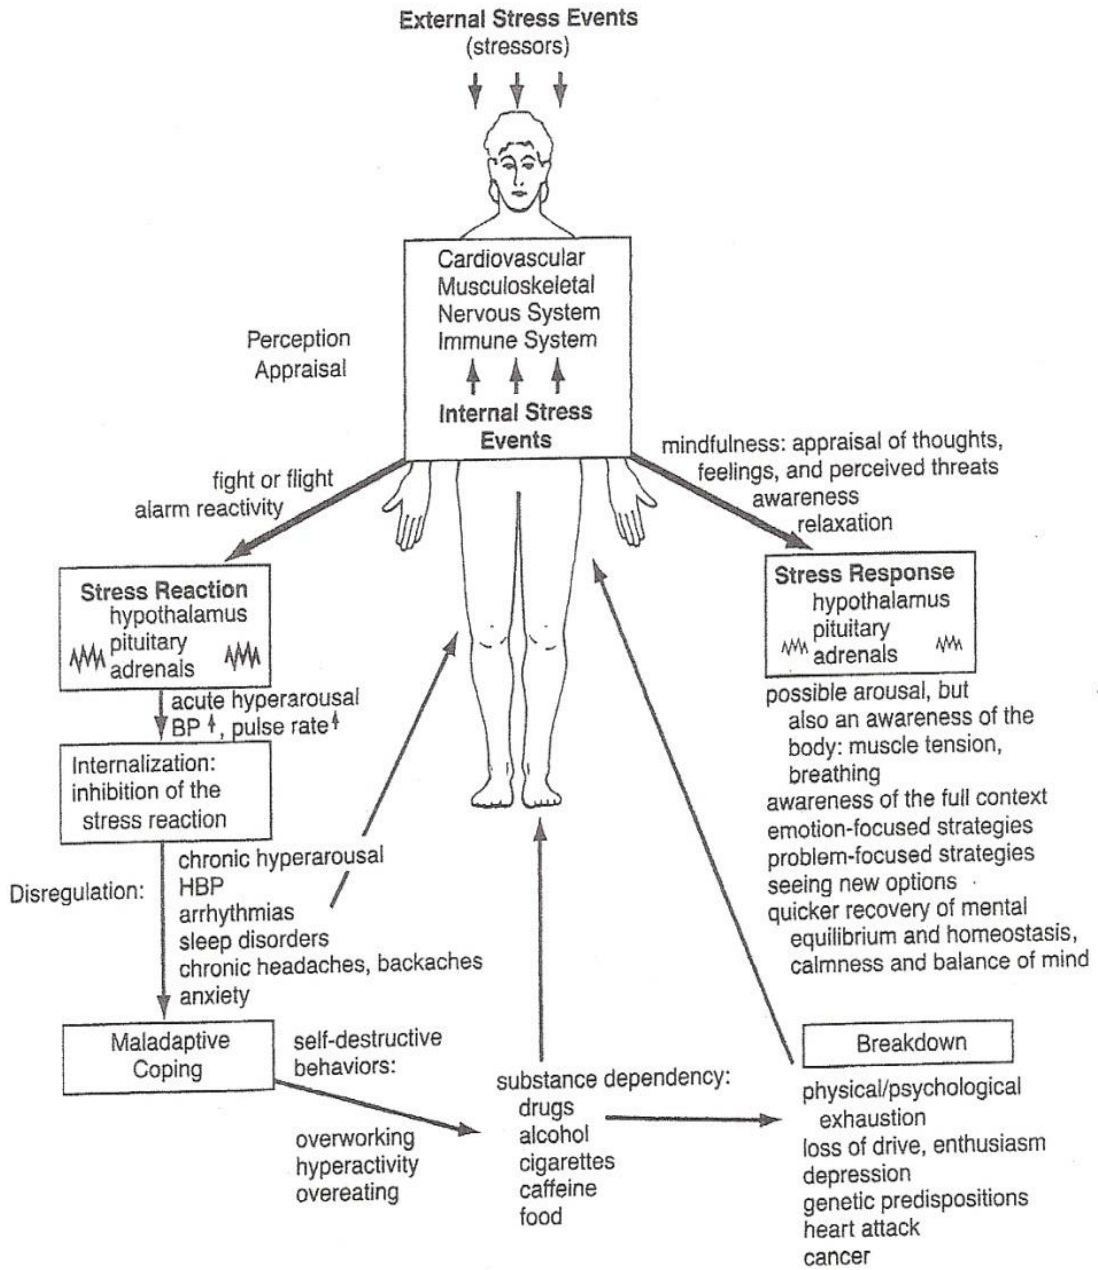 External Stress Events
(stressors)
Cardiovascular
Musculoskeletal
Nervous System
Immune System
Internal Stress
Events
Perception
Appraisal
fight or flight
alarm reactivity
mindfulness: appraisal of thoughts,
feelings, and perceived threats
awareness
relaxation
Stress Reaction
hypothalamus
pituitary
adrenals
acute hyperarousal
BP↑, pulse rate↑
Internalization:
inhibition of the
stress reaction
Disregulation:
chronic hyperarousal
HBP
arrhythmias
sleep disorders
chronic headaches, backaches
anxiety
Maladaptive
Coping
self-destructive
behaviors:
overworking
hyperactivity
overeating
substance dependency:
drugs
alcohol
cigarettes
caffeine
food
Stress Response
hypothalamus
pituitary
adrenals
possible arousal, but
also an awareness of the
body: muscle tension,
breathing
awareness of the full context
emotion-focused strategies
problem-focused strategies
seeing new options
quicker recovery of mental
equilibrium and homeostasis,
calmness and balance of mind
Breakdown
physical/psychological
exhaustion
loss of drive, enthusiasm
depression
genetic predispositions
heart attack
cancer